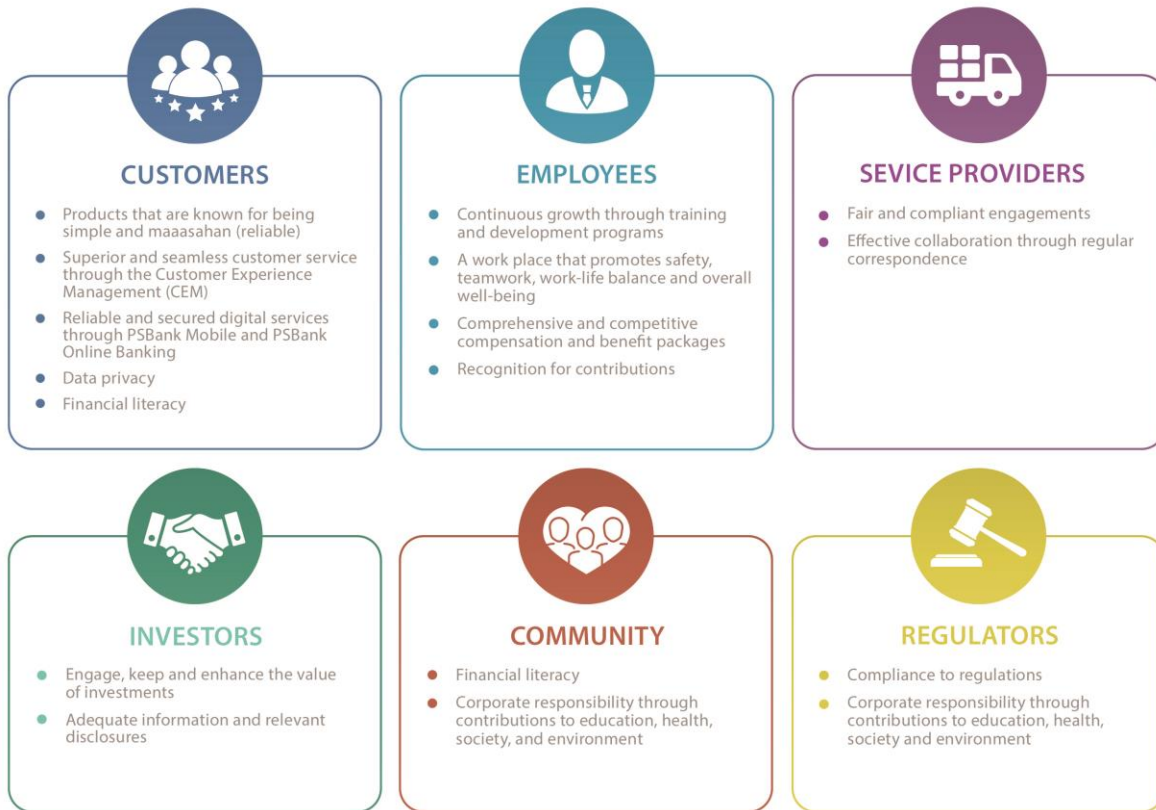 CUSTOMERS
Products that are known for being
simple and maaasahan (reliable)
Superior and seamless customer service
through the Customer Experience
Management (CEM)
Reliable and secured digital services
through PSBank Mobile and PSBank
Online Banking
Data privacy
Financial literacy
EMPLOYEES
Continuous growth through training
and development programs
A work place that promotes safety,
teamwork, work-life balance and overall
well-being
Comprehensive and competitive
compensation and benefit packages
Recognition for contributions
SEVICE PROVIDERS
Fair and compliant engagements
Effective collaboration through regular
correspondence
INVESTORS
Engage, keep and enhance the value
of investments
Adequate information and relevant
disclosures
COMMUNITY
Financial literacy
Corporate responsibility through
contributions to education, health,
society, and environment
REGULATORS
Compliance to regulations
Corporate responsibility through
contributions to education, health,
society and environment